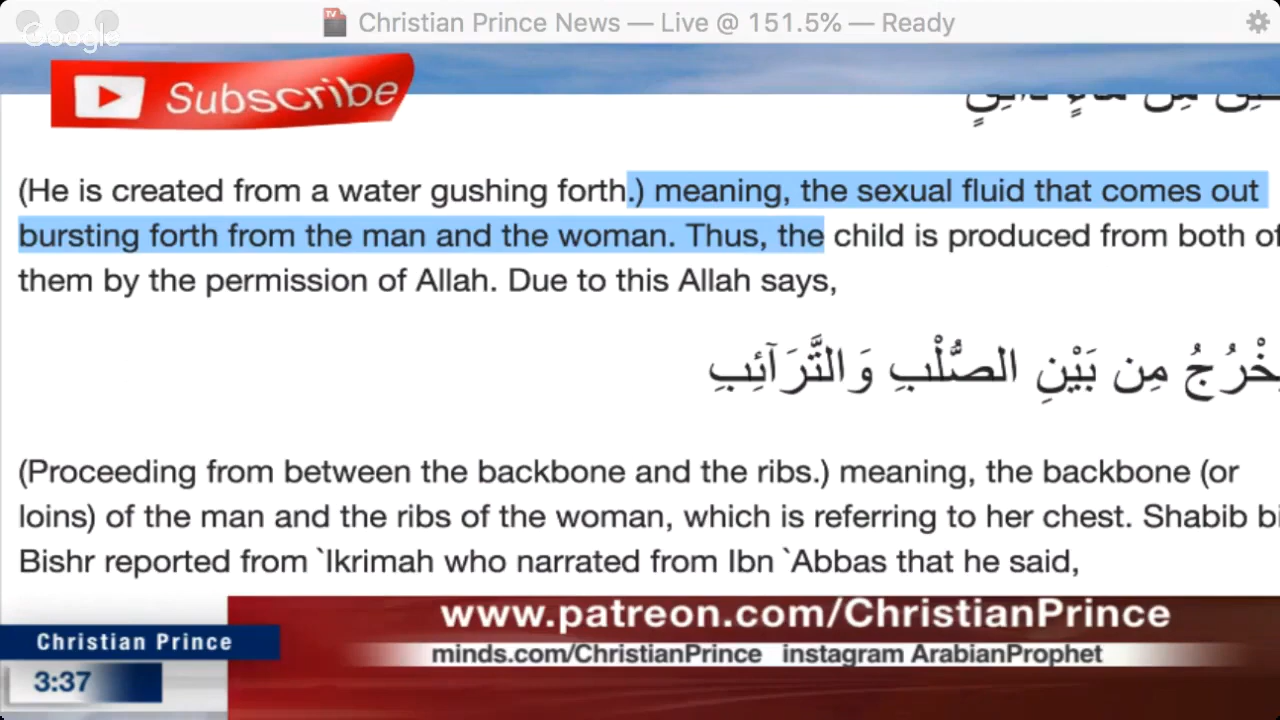 Christian Prince News — Live @ 151.5% — Ready
Google
Subscribe
مِن
(He is created from a water gushing forth.) meaning, the sexual fluid that comes out
bursting forth from the man and the woman. Thus, the child is produced from both of
them by the permission of Allah. Due to this Allah says,
مِن بَيْنِ الصُّلْبِ وَالتَّرَآئِبِ
(Proceeding from between the backbone and the ribs.) meaning, the backbone (or
loins) of the man and the ribs of the woman, which is referring to her chest. Shabib bi
Bishr reported from `Ikrimah who narrated from Ibn `Abbas that he said,
www.patreon.com/ChristianPrince
Christian Prince
minds.com/ChristianPrince instagram ArabianProphet
3:37